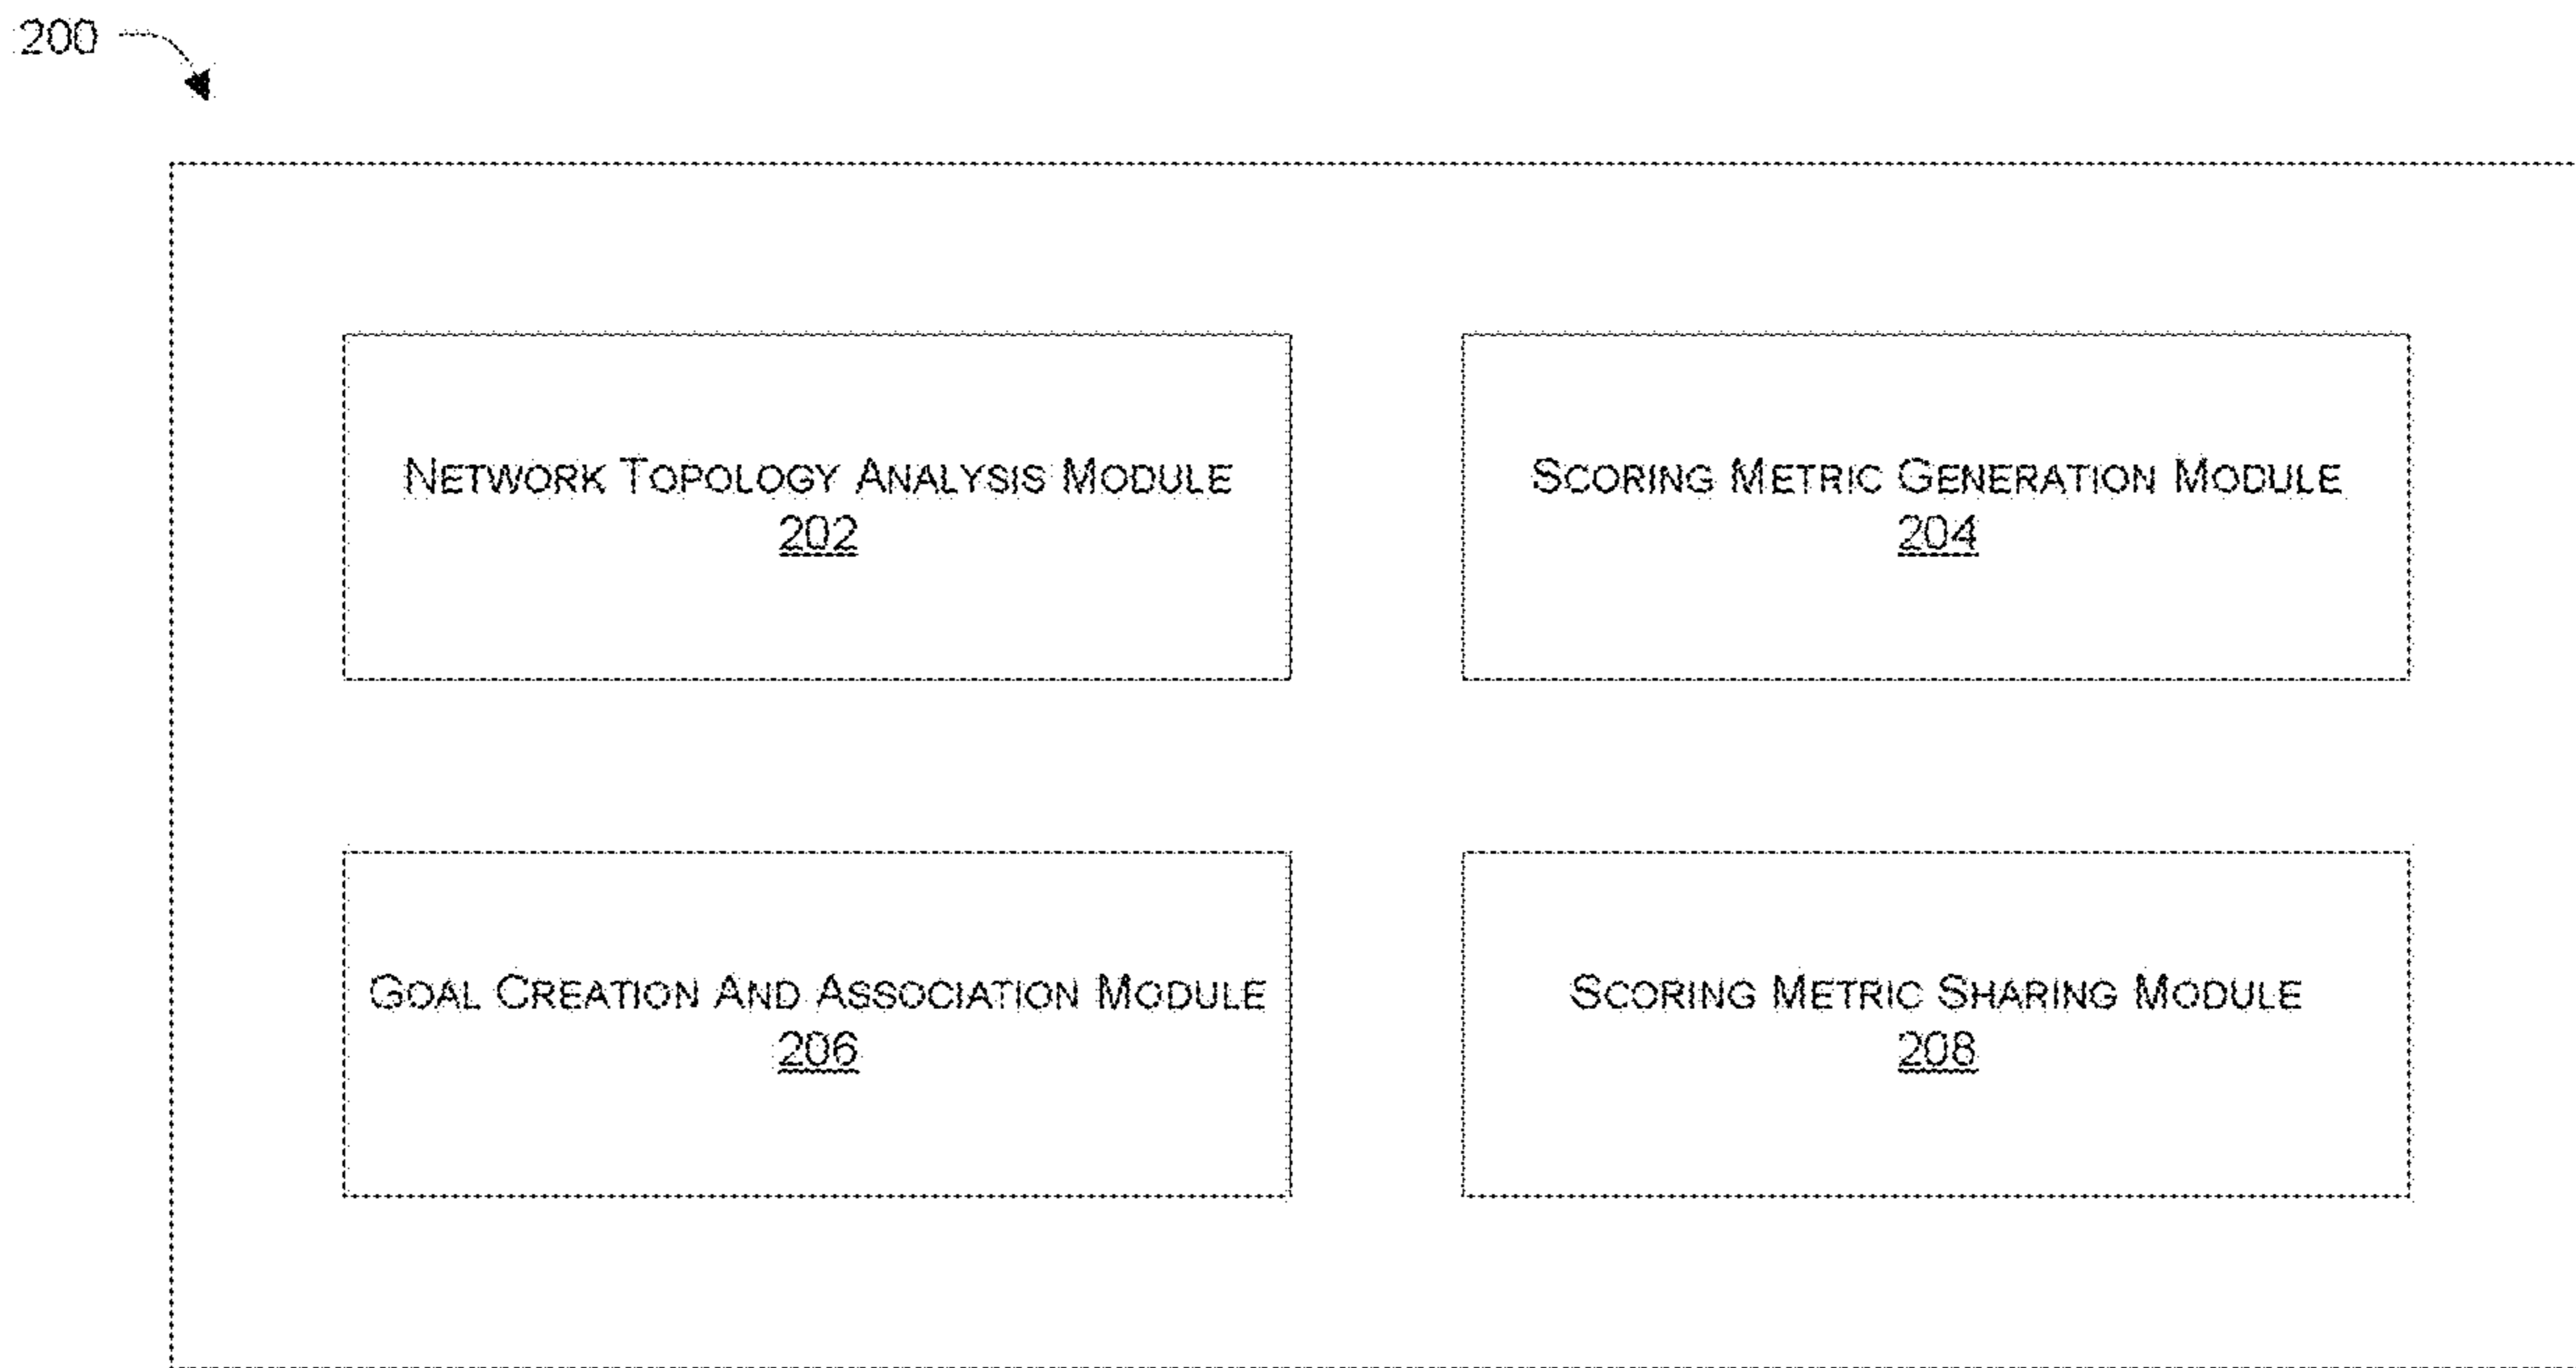 200
NETWORK TOPOLOGY ANALYSIS MODULE
202
SCORING METRIC GENERATION MODULE
204
GOAL CREATION AND ASSOCIATION MODULE
206
SCORING METRIC SHARING MODULE
208